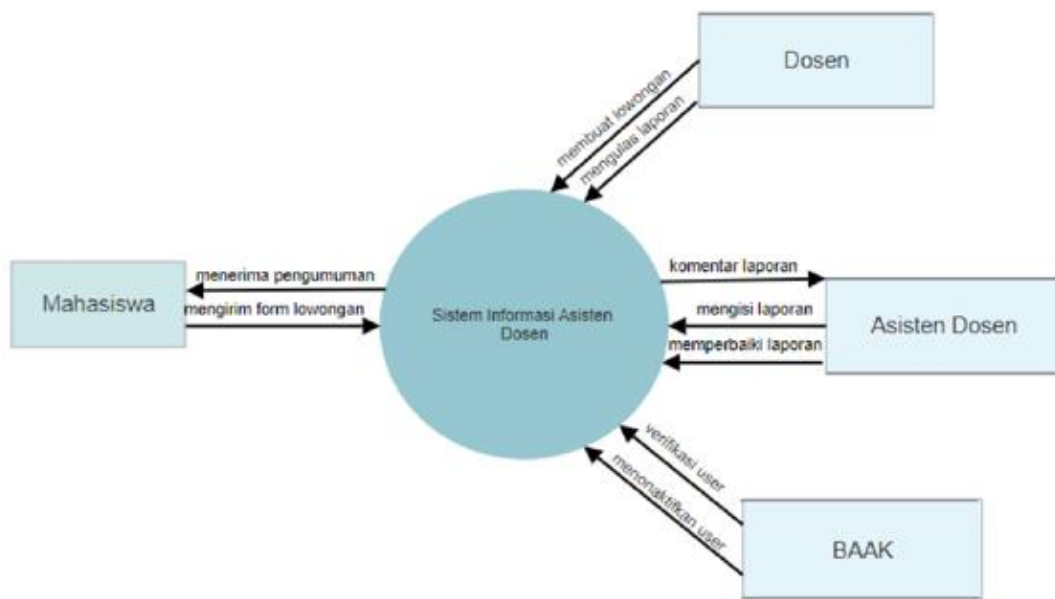 Dosen
membuat lowongan
mengulas laporan
menerima pengumuman
Mahasiswa
mengirim form lowongan
Sistem Informasi Asisten
Dosen
komentar laporan
mengisi laporan
Asisten Dosen
memperbaiki laporan
verifikasi user
menonaktifkan user
BAAK